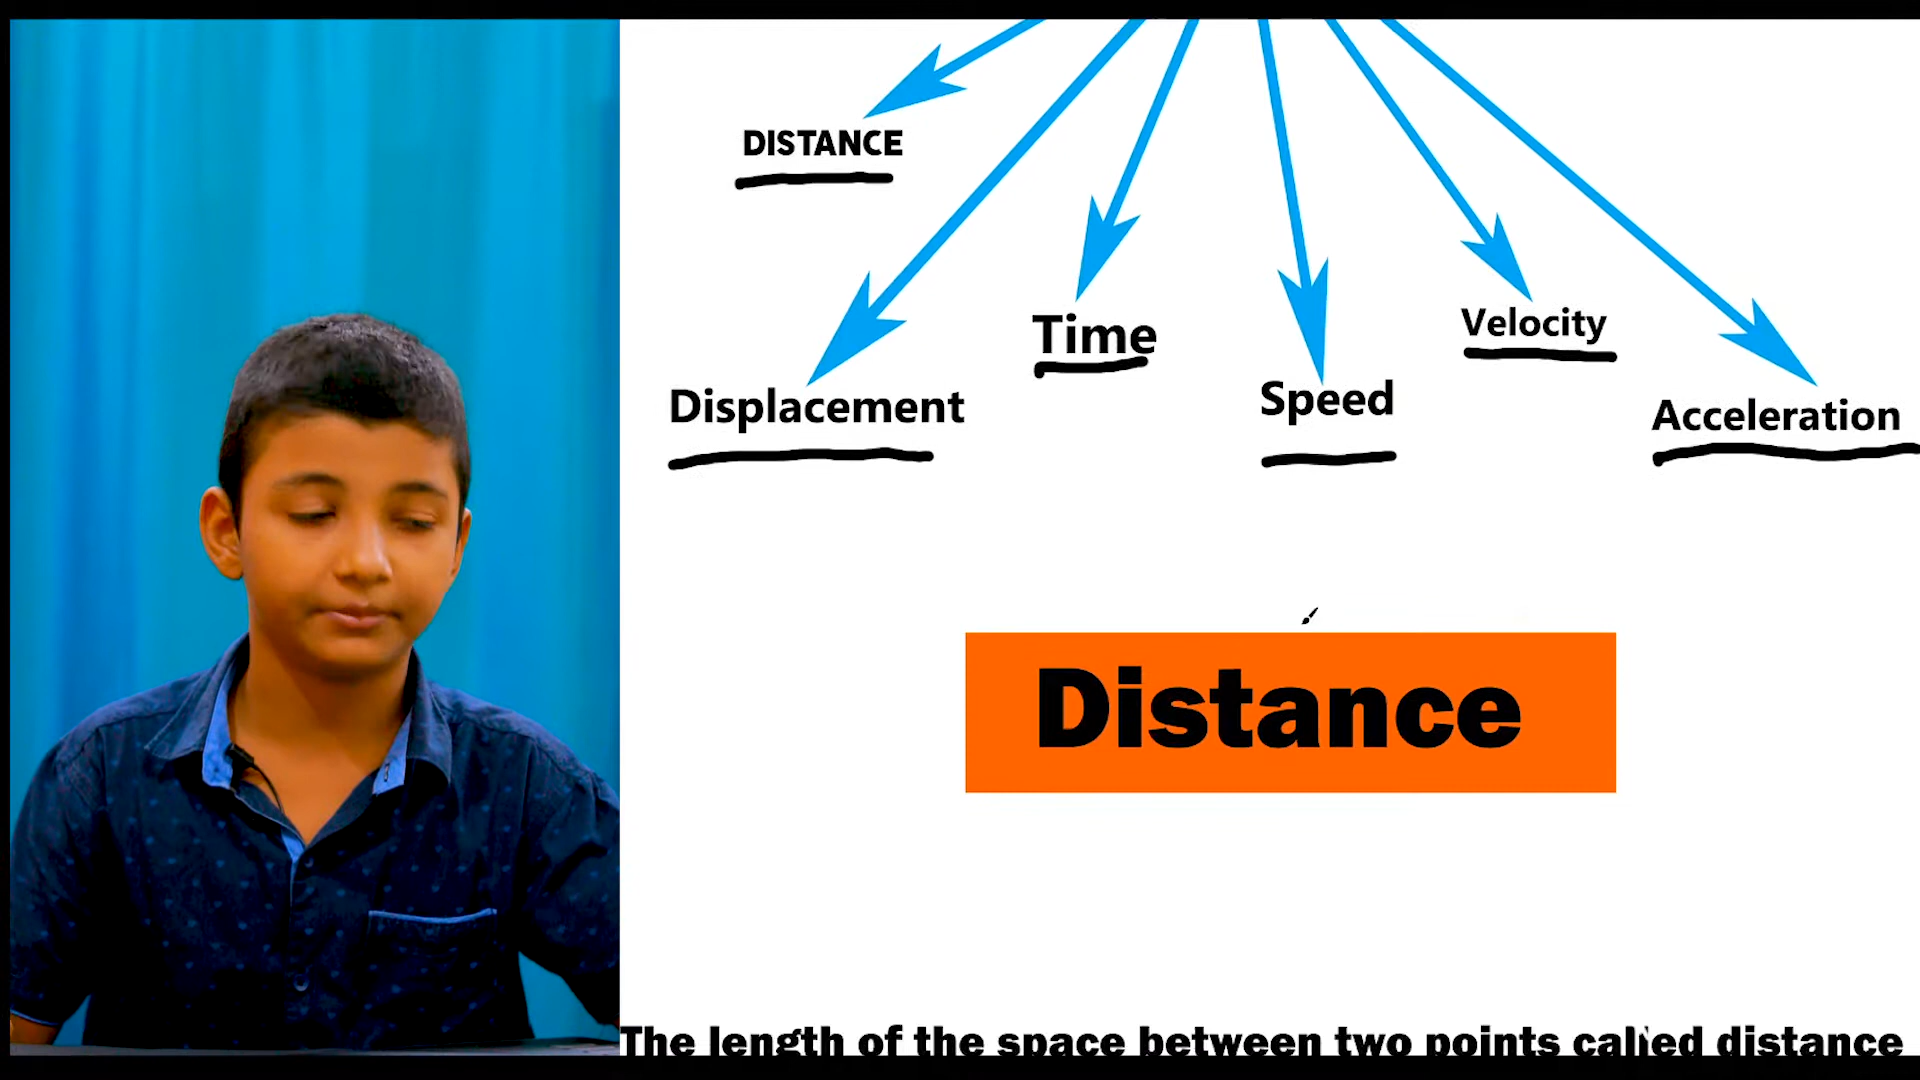 DISTANCE
Displacement
Time
Speed
Velocity
Acceleration
Distance
The length of the space between two points called distance